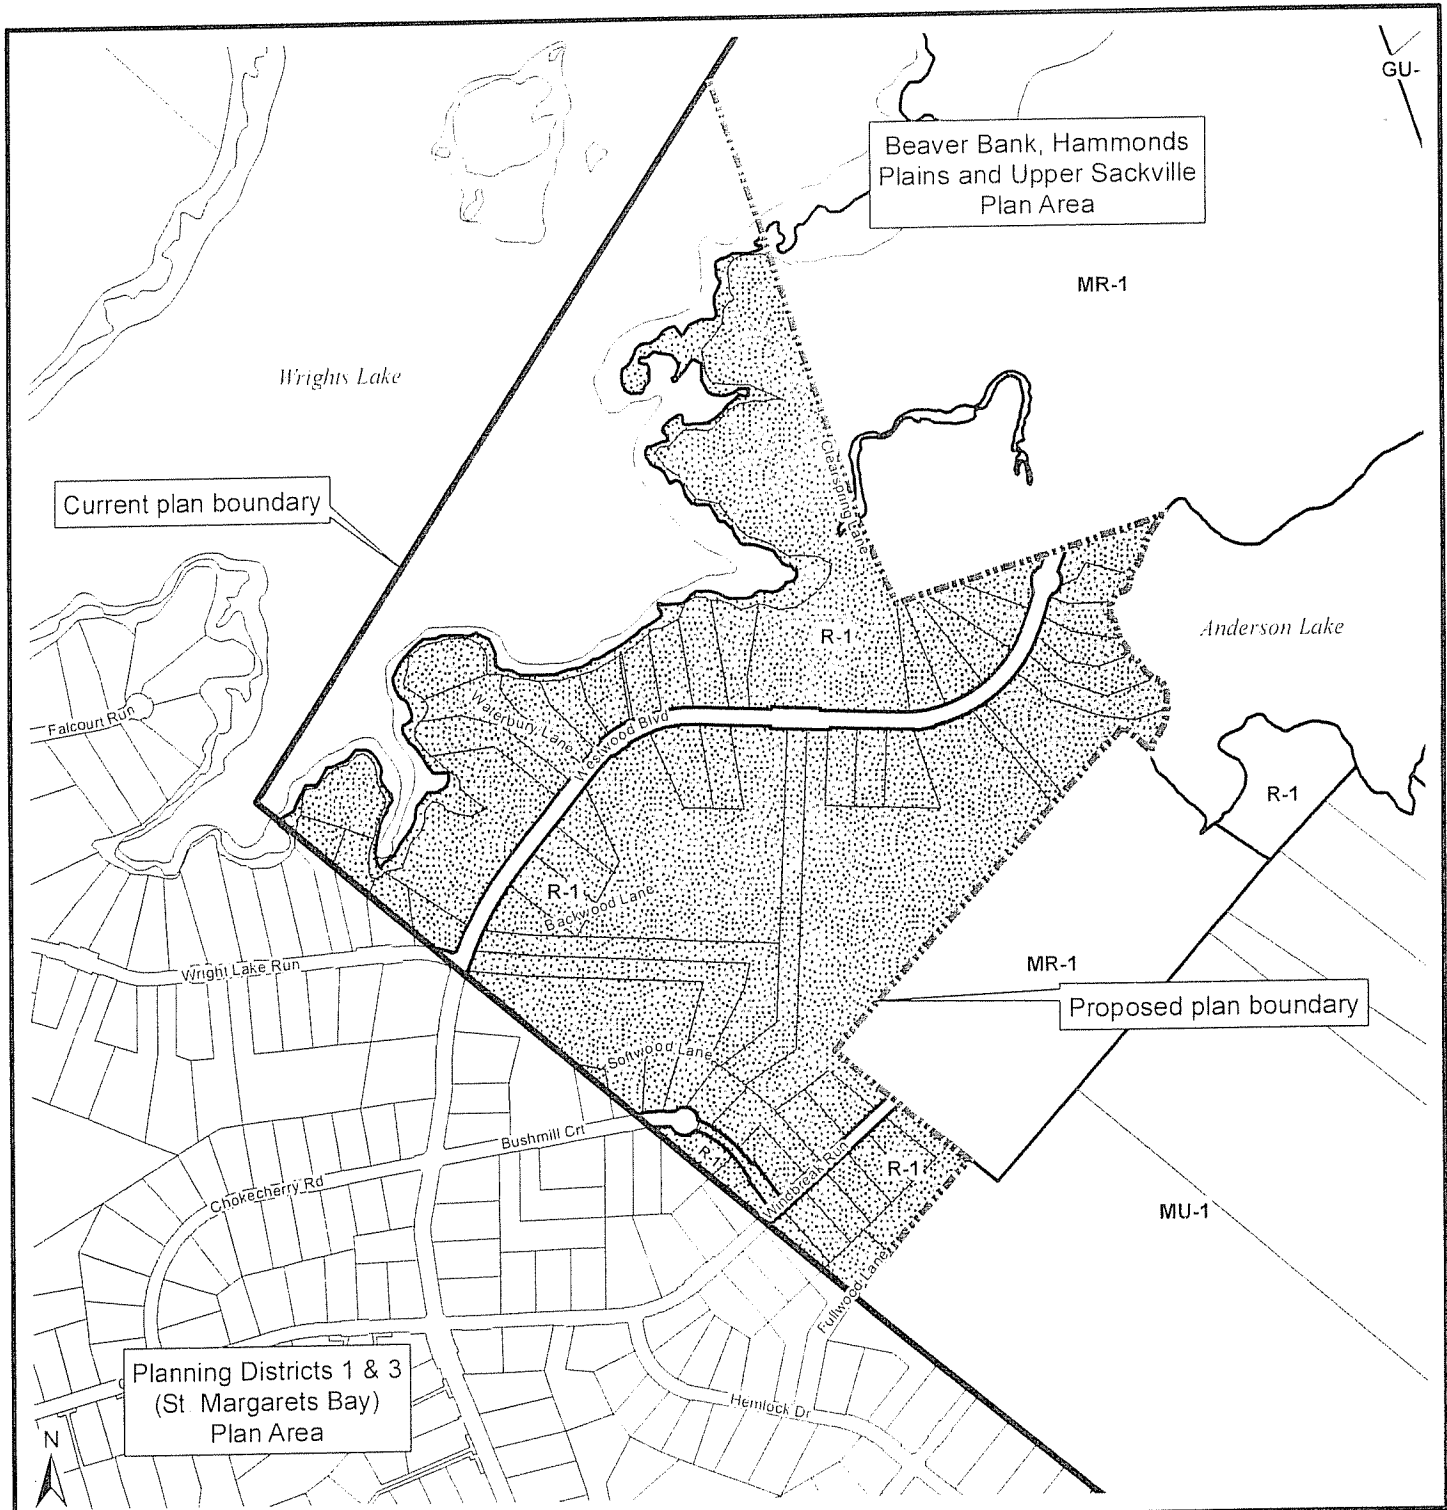 GU-
Beaver Bank, Hammonds
Plains and Upper Sackville
Plan Area
MR-1
Wrights Lake
Current plan boundary
Clearspring Lane
Anderson Lake
R-1
Falcourt Run
Waterbury Lane
Westwood Blvd
R-1
R-1
Backwood Lane
MR-1
Wright Lake Run
Proposed plan boundary
Softwood Lane
Bushmill Crt
R-1
Windbreak Run
R-1
Chokecherry Rd
MU-1
Fullwood Lane
Planning Districts 1 & 3
(St. Margarets Bay)
Plan Area
Hemlock Dr
N